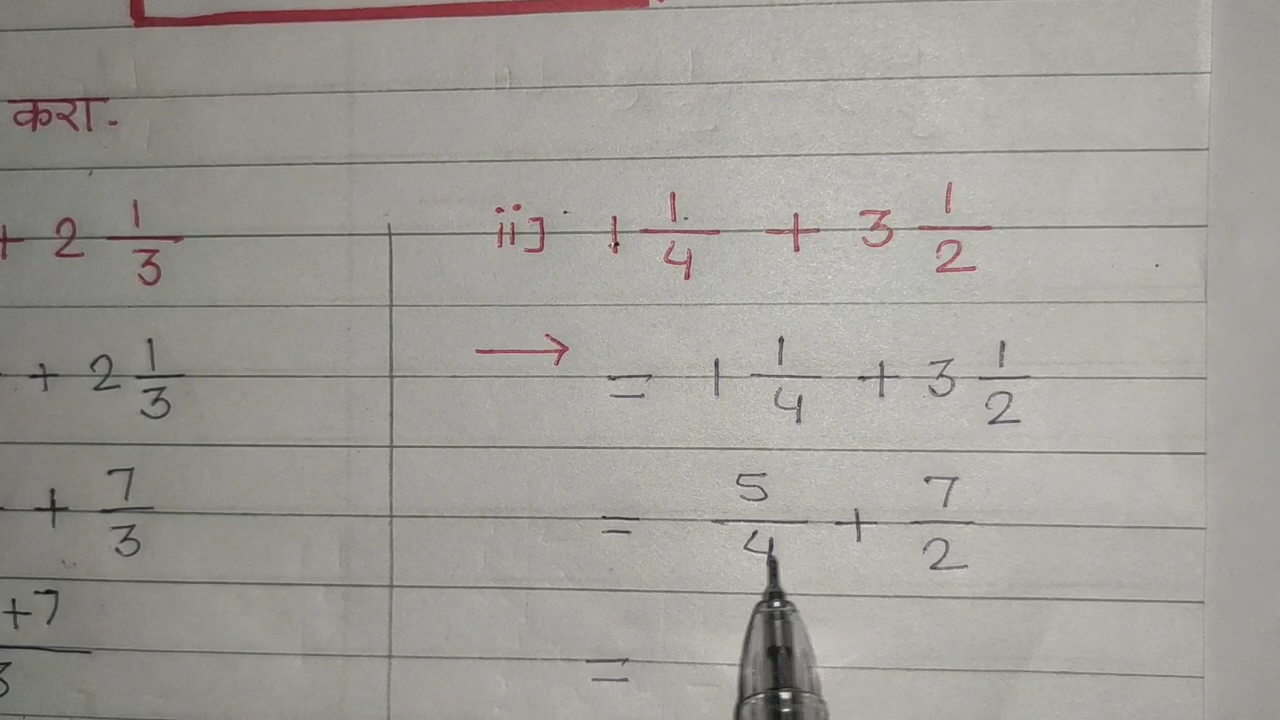 करा.
+ 2 1/3
ii] 1 1/4 + 3 1/2
+ 2 1/3
→ = 1 1/4 + 3 1/2
+ 7/3
= 5/4 + 7/2
+7
3
=